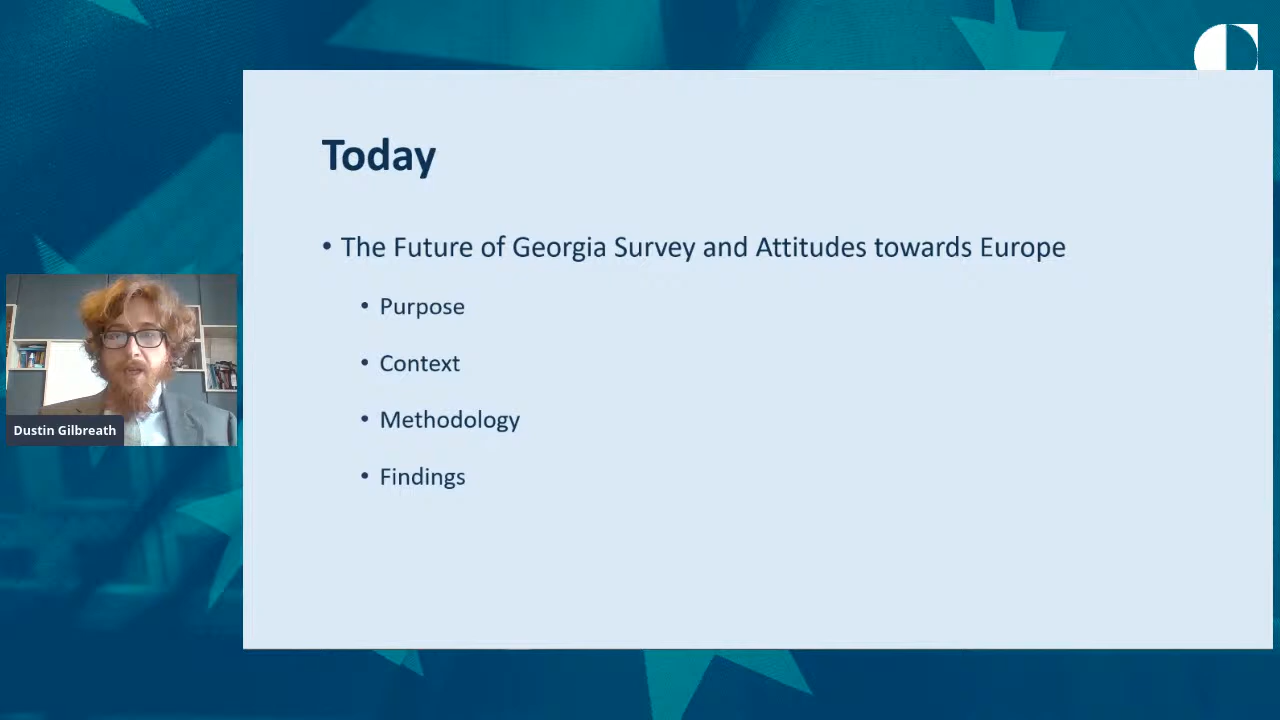 Today
• The Future of Georgia Survey and Attitudes towards Europe
• Purpose
• Context
• Methodology
• Findings
Dustin Gilbreath